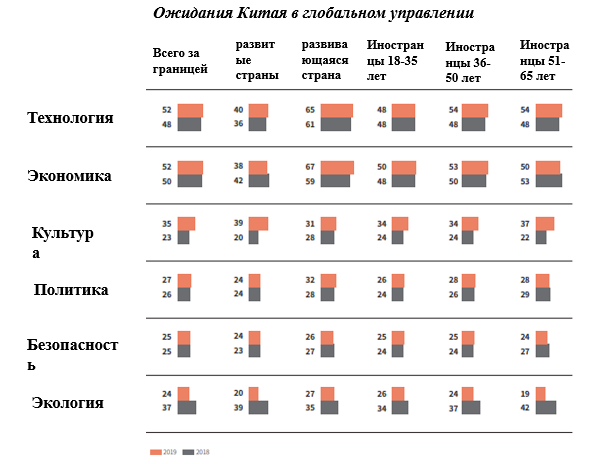 Ожидания Китая в глобальном управлении
Всего за
границей
развит
ые
страны
развива
ющаяся
страна
Иностран
цы 18-35
лет
Иностра
нцы 36-
50 лет
Иностра
нцы 51-
65 лет
Технология
52 40 65 48 54 54
48 36 61 48 48 48
Экономика
52 38 67 50 53 50
50 42 59 48 50 53
Культур
а
35 39 31 34 34 37
23 20 28 24 24 22
Политика
27 24 32 26 28 28
26 24 28 24 26 29
Безопасност
ь
25 24 26 25 25 24
25 23 27 24 24 27
Экология
24 20 27 26 24 19
37 39 35 34 37 42
2019 2018